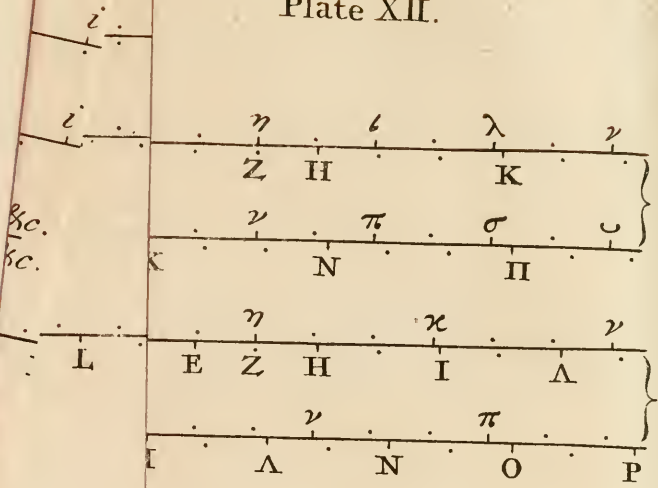 Plate XII.
i
i η ι λ ν
Z H K
&c. ν π σ υ
&c. K N Π
η ϰ ν
L E Z H I Λ
ν π
I Λ N O P